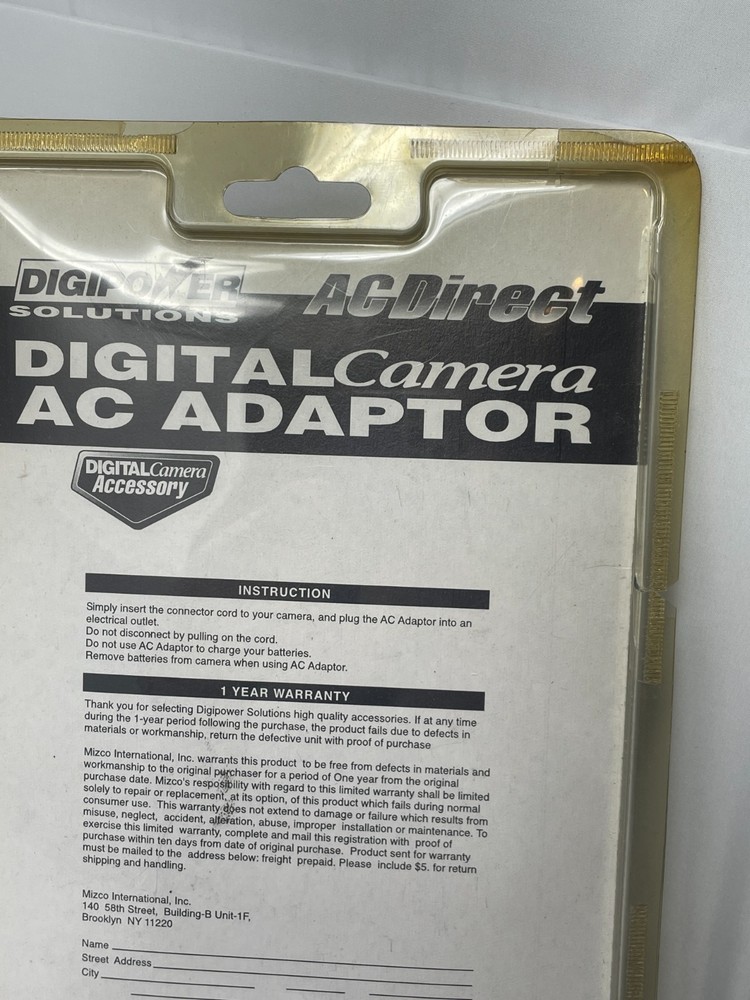 DIGIPOWER
SOLUTIONS
ACDirect
DIGITAL Camera
AC ADAPTOR
DIGITAL Camera
Accessory
INSTRUCTION
Simply insert the connector cord to your camera, and plug the AC Adaptor into an
electrical outlet.
Do not disconnect by pulling on the cord.
Do not use AC Adaptor to charge your batteries.
Remove batteries from camera when using AC Adaptor.
1 YEAR WARRANTY
Thank you for selecting Digipower Solutions high quality accessories. If at any time
during the 1-year period following the purchase, the product fails due to defects in
materials or workmanship, return the defective unit with proof of purchase
Mizco International, Inc. warrants this product to be free from defects in materials and
workmanship to the original purchaser for a period of One year from the original
purchase date. Mizco's responsibility with regard to this limited warranty shall be limited
solely to repair or replacement, at its option, of this product which fails during normal
consumer use. This warranty does not extend to damage or failure which results from
misuse, neglect, accident, alteration, abuse, improper installation or maintenance. To
exercise this limited warranty, complete and mail this registration with proof of
purchase within ten days from date of original purchase. Product sent for warranty
must be mailed to the address below: freight prepaid. Please include $5. for return
shipping and handling.
Mizco International, Inc.
140 58th Street, Building-B Unit-1F,
Brooklyn NY 11220
Name
Street Address
City